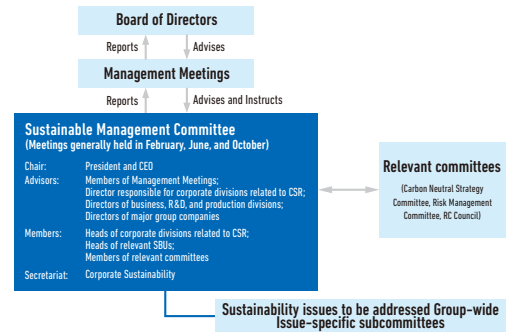 Board of Directors
Reports
Advises
Management Meetings
Reports
Advises and Instructs
Sustainable Management Committee
(Meetings generally held in February, June, and October)
Chair: President and CEO
Advisors: Members of Management Meetings;
Director responsible for corporate divisions related to CSR;
Directors of business, R&D, and production divisions;
Directors of major group companies
Members: Heads of corporate divisions related to CSR;
Heads of relevant SBUs;
Members of relevant committees
Secretariat: Corporate Sustainability
Relevant committees
(Carbon Neutral Strategy
Committee, Risk Management
Committee, RC Council)
Sustainability issues to be addressed Group-wide
Issue-specific subcommittees